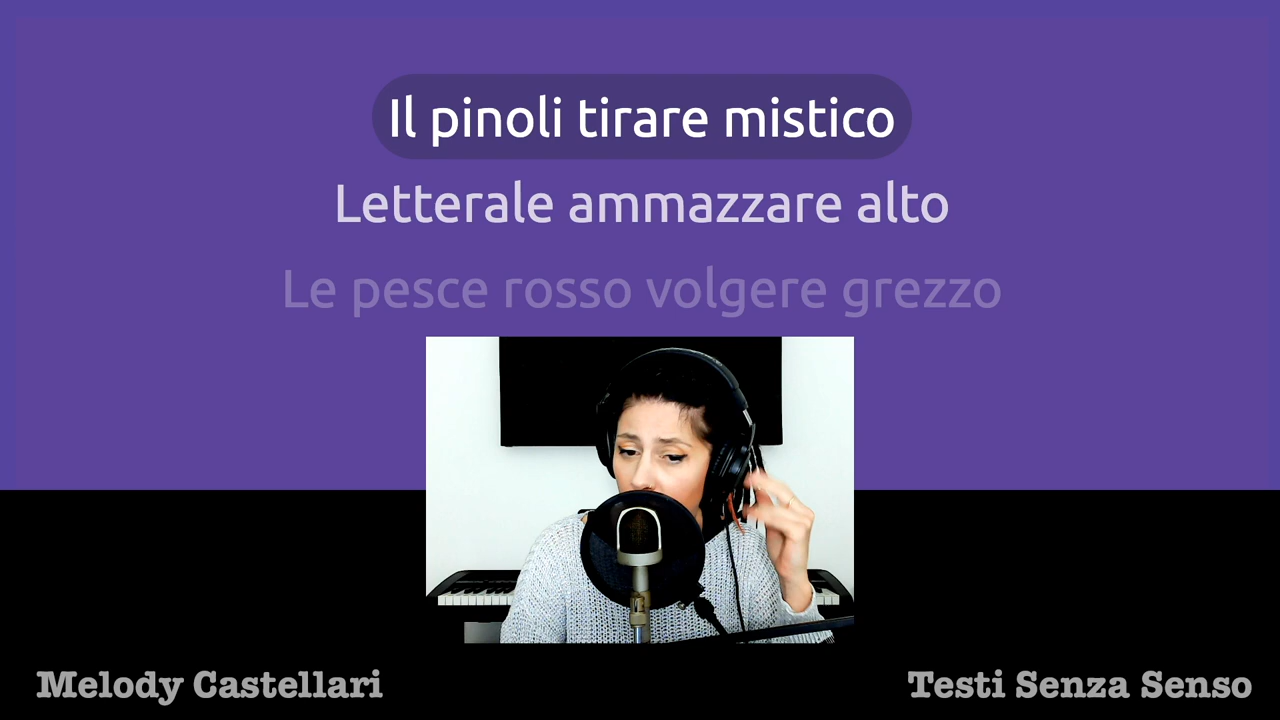 Il pinoli tirare mistico
Letterale ammazzare alto
Le pesce rosso volgere grezzo
Melody Castellari
Testi Senza Senso